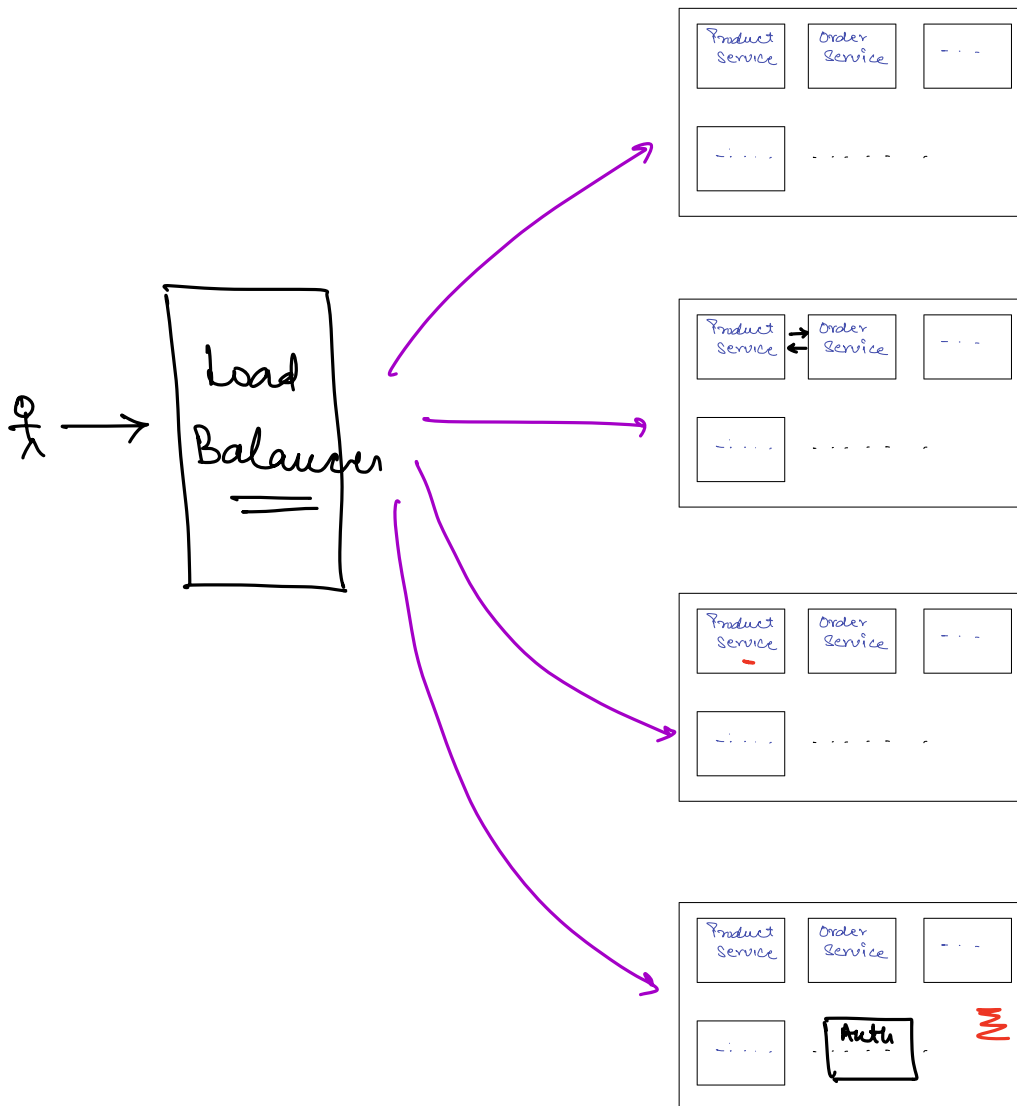 Load
Balancer
Product
Service
Order
Service
Product
Service
Order
Service
Product
Service
Order
Service
Product
Service
Order
Service
Auth